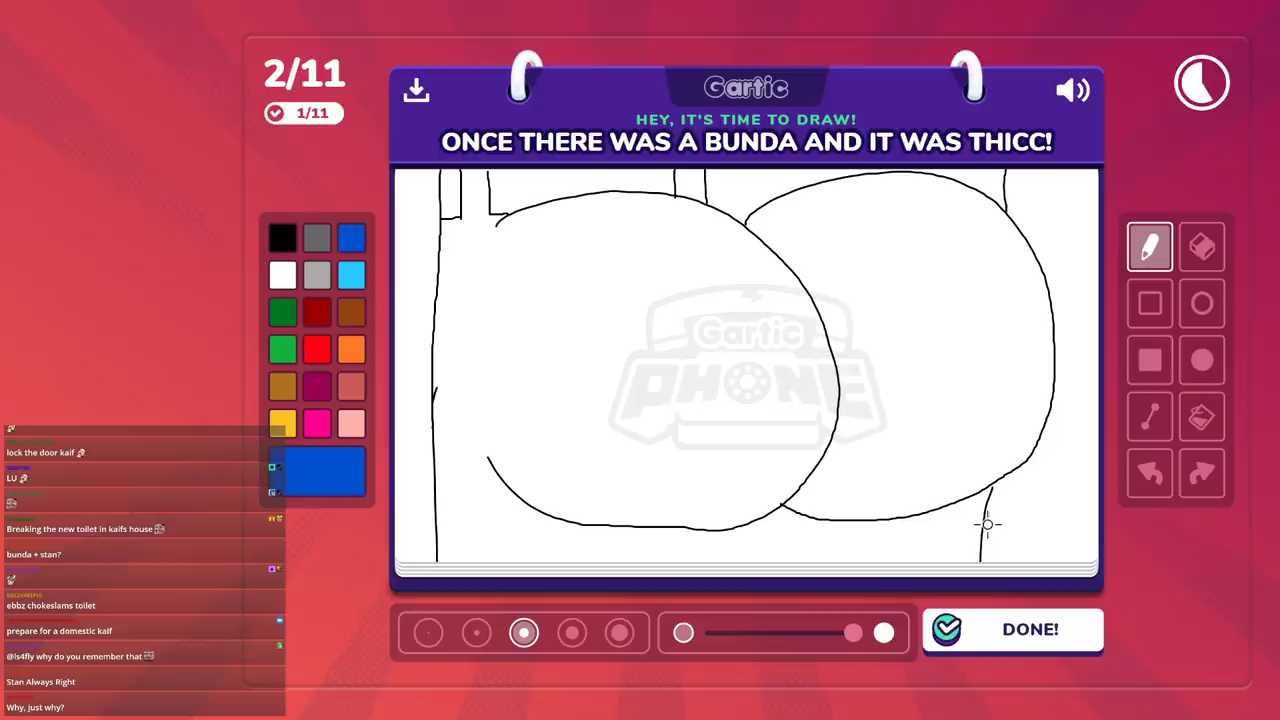 2/11
1/11
Gartic
HEY, IT'S TIME TO DRAW!
ONCE THERE WAS A BUNDA AND IT WAS THICC!
Gartic
PHONE
lock the door kaif
LU
Breaking the new toilet in kaifs house
bunda + stan?
ebbz chokeslams toilet
prepare for a domestic kaif
@ls4fly why do you remember that
Stan Always Right
Why, just why?
DONE!